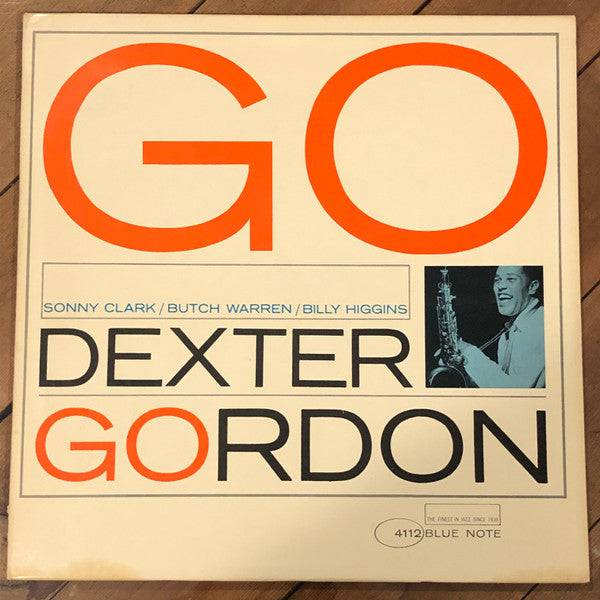 GO
SONNY CLARK/BUTCH WARREN/BILLY HIGGINS
DEXTER
GORDON
THE FINEST IN JAZZ SINCE 1939
4112 BLUE NOTE